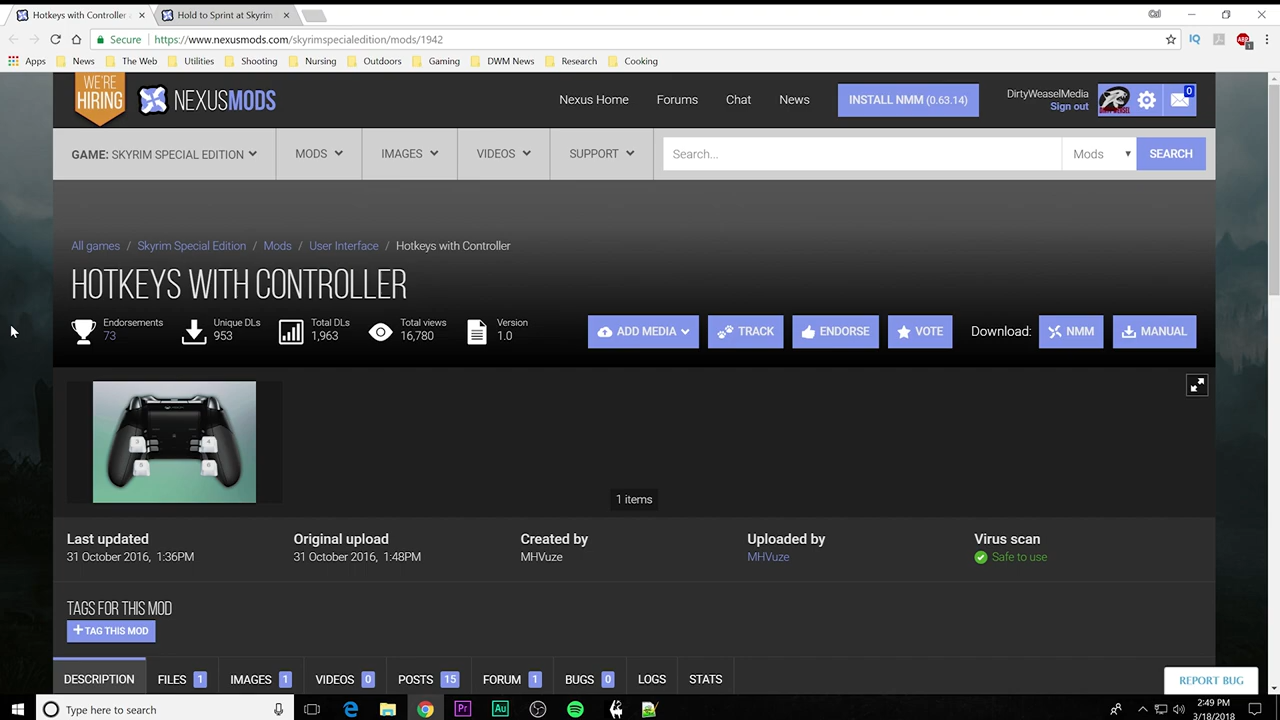 Hotkeys with Controller
Hold to Sprint at Skyrim
Secure
https://www.nexusmods.com/skyrimspecialedition/mods/1942
Apps
News
The Web
Utilities
Shooting
Nursing
Outdoors
Gaming
DWM News
Research
Cooking
WE'RE
HIRING
NEXUSMODS
Nexus Home
Forums
Chat
News
INSTALL NMM (0.63.14)
DirtyWeaselMedia
Sign out
0
GAME: SKYRIM SPECIAL EDITION
MODS
IMAGES
VIDEOS
SUPPORT
Search...
Mods
SEARCH
All games / Skyrim Special Edition / Mods / User Interface / Hotkeys with Controller
HOTKEYS WITH CONTROLLER
Endorsements
73
Unique DLs
953
Total DLs
1,963
Total views
16,780
Version
1.0
ADD MEDIA
TRACK
ENDORSE
VOTE
Download:
NMM
MANUAL
1 items
Last updated
31 October 2016, 1:36PM
Original upload
31 October 2016, 1:48PM
Created by
MHVuze
Uploaded by
MHVuze
Virus scan
Safe to use
TAGS FOR THIS MOD
+ TAG THIS MOD
DESCRIPTION
FILES 1
IMAGES 1
VIDEOS 0
POSTS 15
FORUM 1
BUGS 0
LOGS
STATS
REPORT BUG
Type here to search
2:49 PM
3/18/2018